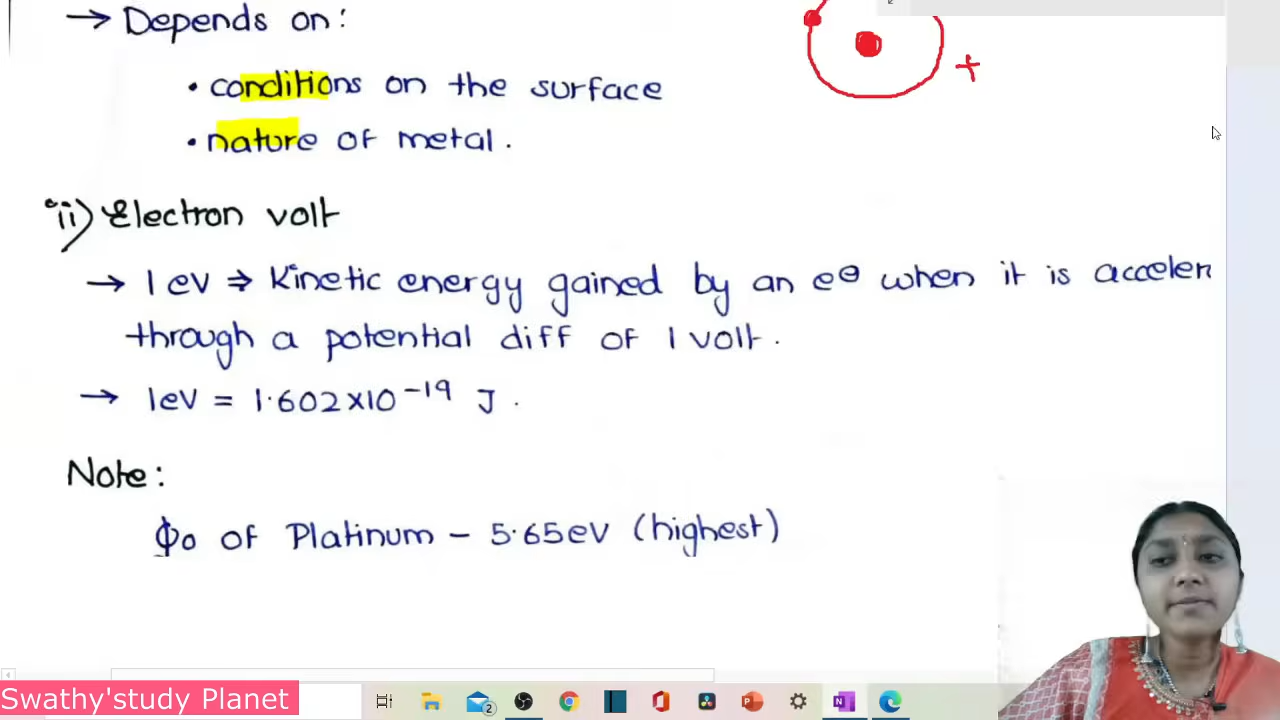 → Depends on:
• conditions on the surface
• nature of metal.
+
ii) Electron volt
→ 1 ev ⇒ Kinetic energy gained by an e⊖ when it is acceler
through a potential diff of 1 volt.
→ 1eV = 1.602×10⁻¹⁹ J.
Note:
ϕ₀ of Platinum – 5.65eV (highest)
Swathy'study Planet
2